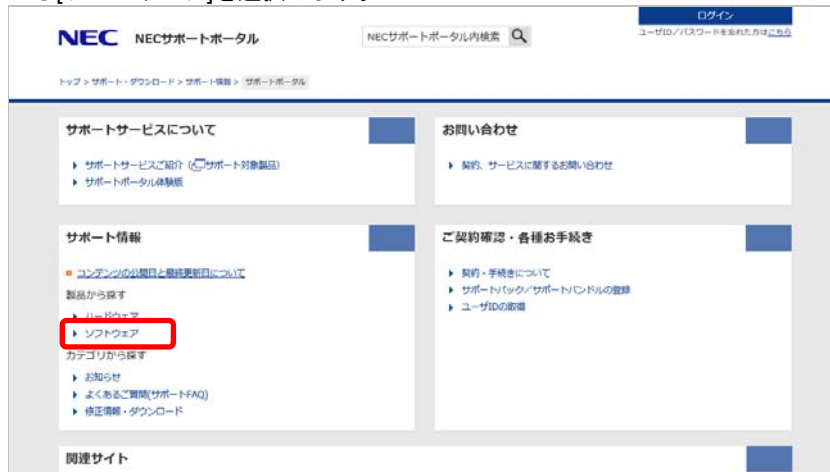 NEC NECサポートポータル
NECサポートポータル内検索
ログイン
ユーザID/パスワードを忘れた方はこちら
トップ > サポート・ダウンロード > サポート情報 > サポートポータル
サポートサービスについて
サポートサービスご紹介 (サポート対象製品)
サポートポータル体験版
お問い合わせ
契約、サービスに関するお問い合わせ
サポート情報
コンテンツの公開日と最終更新日について
製品から探す
ハードウェア
ソフトウェア
カテゴリから探す
お知らせ
よくあるご質問(サポートFAQ)
修正情報・ダウンロード
ご契約確認・各種お手続き
契約・手続きについて
サポートパック/サポートバンドルの登録
ユーザIDの取得
関連サイト